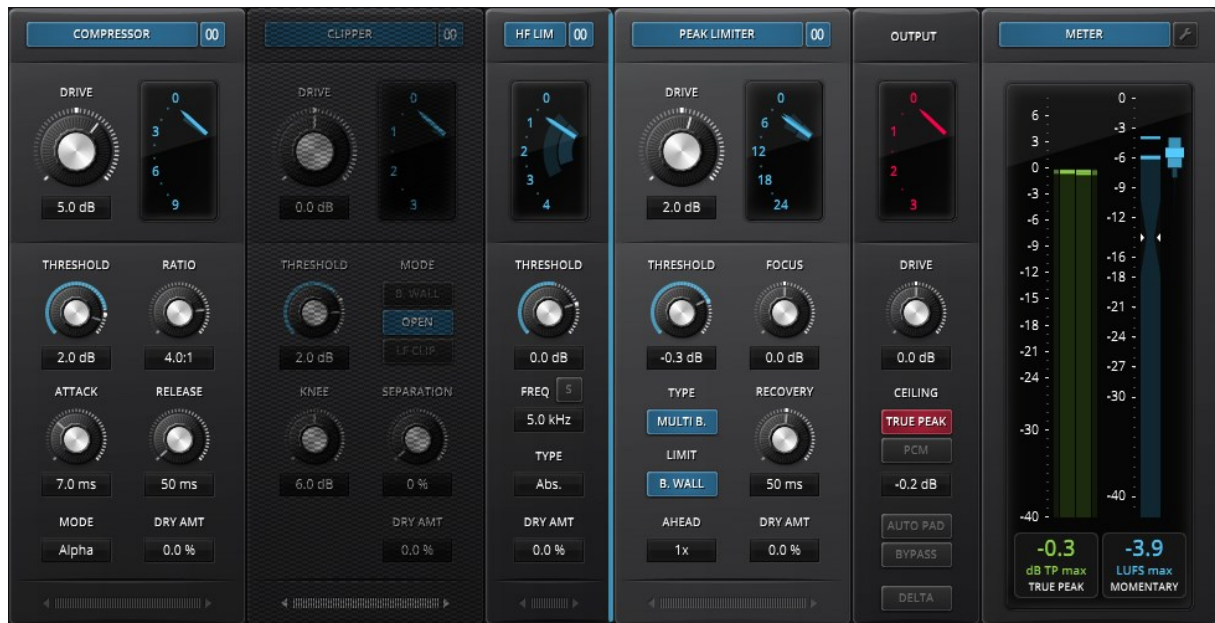 COMPRESSOR
DRIVE
0
3
6
9
5.0 dB
THRESHOLD RATIO
2.0 dB 4.0:1
ATTACK RELEASE
7.0 ms 50 ms
MODE DRY AMT
Alpha 0.0 %
CLIPPER
DRIVE
0
1
2
3
0.0 dB
THRESHOLD MODE
B. WALL
OPEN
LF CLIP.
2.0 dB
KNEE SEPARATION
6.0 dB 0 %
DRY AMT
0.0 %
HF LIM
0
1
2
3
4
THRESHOLD
0.0 dB
FREQ S
5.0 kHz
TYPE
Abs.
DRY AMT
0.0 %
PEAK LIMITER
DRIVE
0
6
12
18
24
2.0 dB
THRESHOLD FOCUS
-0.3 dB 0.0 dB
TYPE RECOVERY
MULTI B.
LIMIT
B. WALL 50 ms
AHEAD DRY AMT
1x 0.0 %
OUTPUT
0
1
2
3
DRIVE
0.0 dB
CEILING
TRUE PEAK
PCM
-0.2 dB
AUTO PAD
BYPASS
DELTA
METER
6
3
0
-3
-6
-9
-12
-15
-18
-21
-24
-30
-40
0
-3
-6
-9
-12
-16
-18
-21
-24
-27
-30
-40
-0.3
dB TP max
TRUE PEAK
-3.9
LUFS max
MOMENTARY